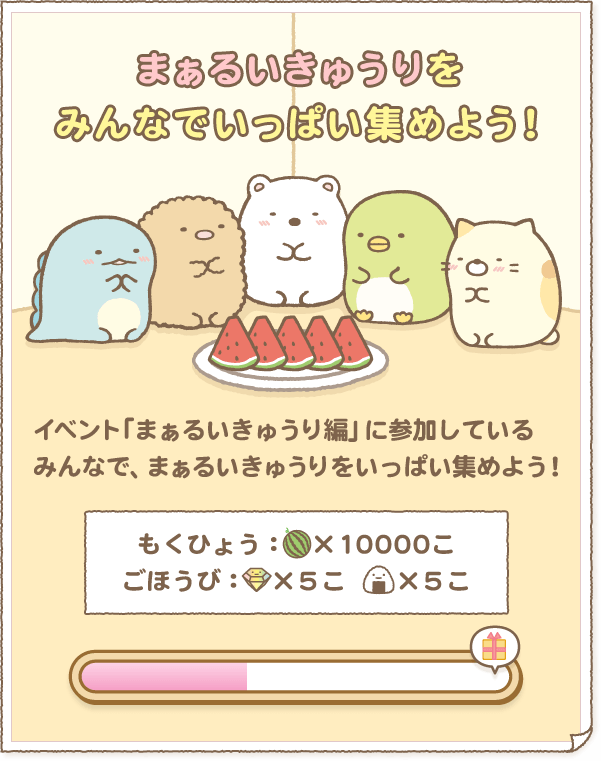 まぁるいきゅうりを
みんなでいっぱい集めよう!
イベント「まぁるいきゅうり編」に参加している
みんなで、まぁるいきゅうりをいっぱい集めよう!
もくひょう:×10000こ
ごほうび:×5こ ×5こ